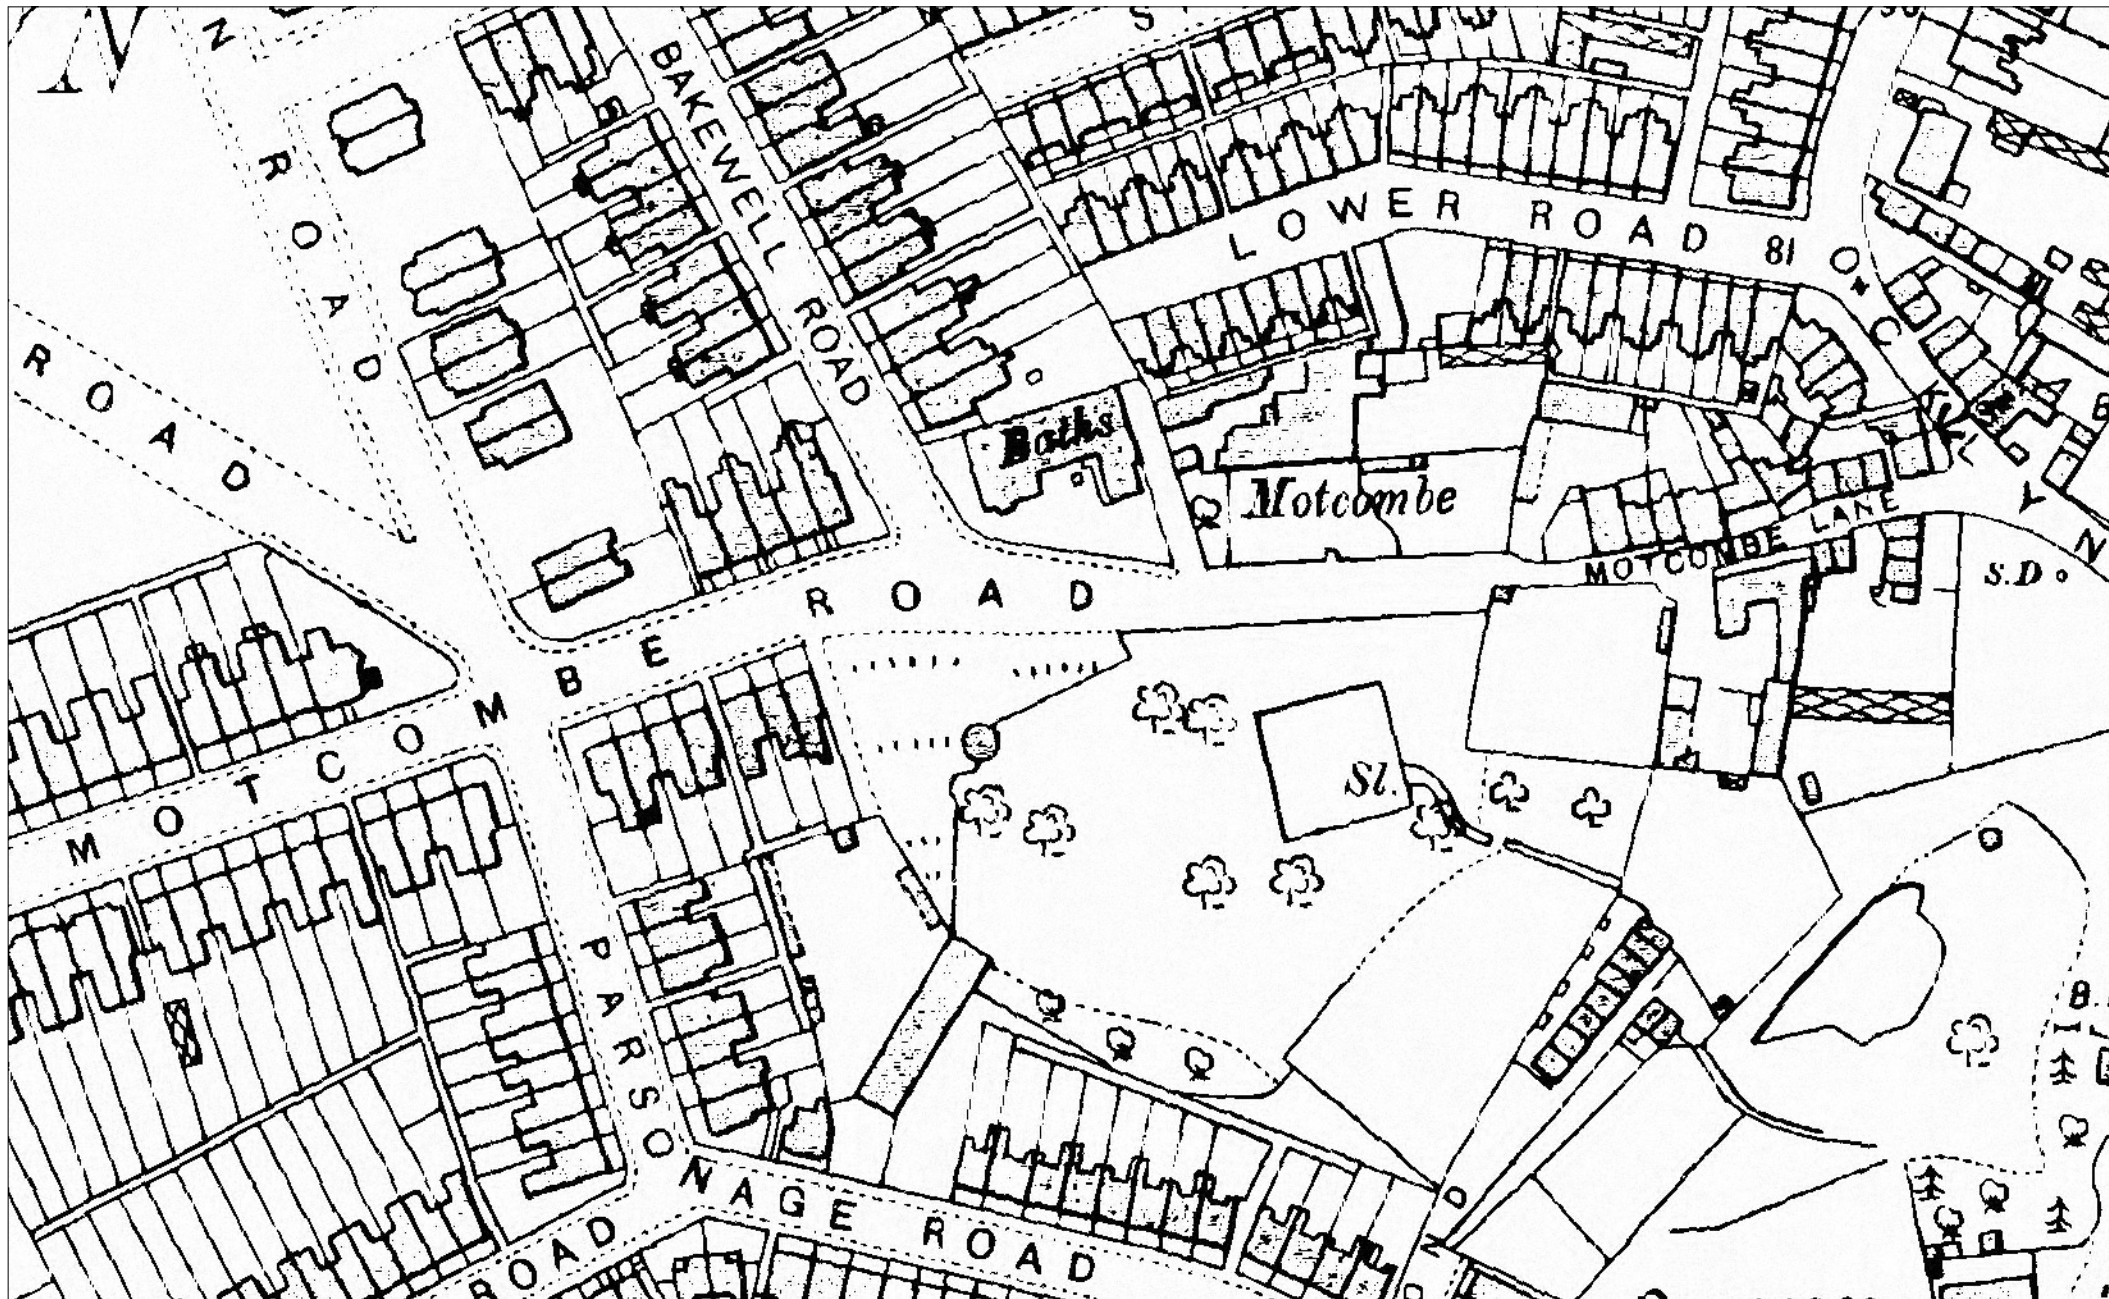 BAKEWELL ROAD
ROAD
ROAD
LOWER ROAD
81
Baths
Motcombe
MOTCOMBE LANE
S.D
MOTCOMBE ROAD
Sl.
PARSONAGE ROAD
ROAD